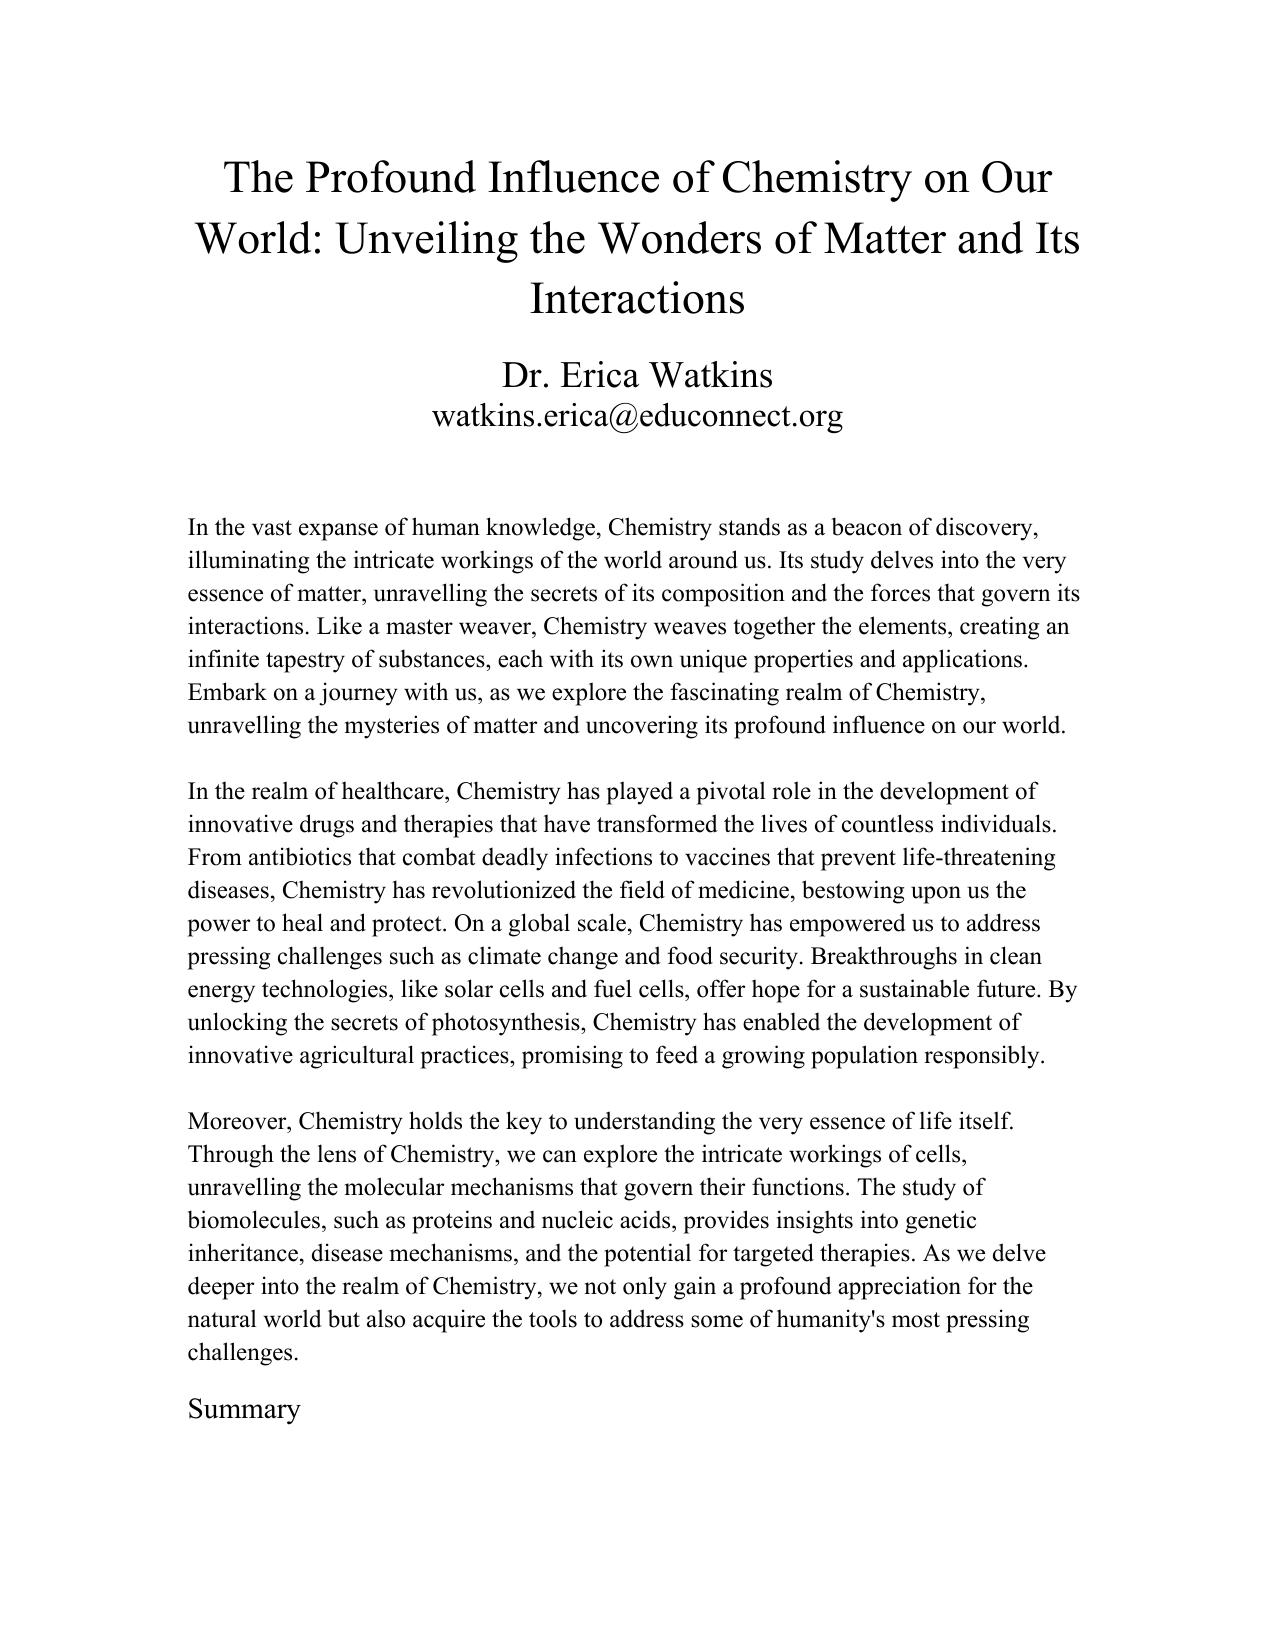 The Profound Influence of Chemistry on Our
World: Unveiling the Wonders of Matter and Its
Interactions
Dr. Erica Watkins
watkins.erica@educonnect.org
In the vast expanse of human knowledge, Chemistry stands as a beacon of discovery,
illuminating the intricate workings of the world around us. Its study delves into the very
essence of matter, unravelling the secrets of its composition and the forces that govern its
interactions. Like a master weaver, Chemistry weaves together the elements, creating an
infinite tapestry of substances, each with its own unique properties and applications.
Embark on a journey with us, as we explore the fascinating realm of Chemistry,
unravelling the mysteries of matter and uncovering its profound influence on our world.
In the realm of healthcare, Chemistry has played a pivotal role in the development of
innovative drugs and therapies that have transformed the lives of countless individuals.
From antibiotics that combat deadly infections to vaccines that prevent life-threatening
diseases, Chemistry has revolutionized the field of medicine, bestowing upon us the
power to heal and protect. On a global scale, Chemistry has empowered us to address
pressing challenges such as climate change and food security. Breakthroughs in clean
energy technologies, like solar cells and fuel cells, offer hope for a sustainable future. By
unlocking the secrets of photosynthesis, Chemistry has enabled the development of
innovative agricultural practices, promising to feed a growing population responsibly.
Moreover, Chemistry holds the key to understanding the very essence of life itself.
Through the lens of Chemistry, we can explore the intricate workings of cells,
unravelling the molecular mechanisms that govern their functions. The study of
biomolecules, such as proteins and nucleic acids, provides insights into genetic
inheritance, disease mechanisms, and the potential for targeted therapies. As we delve
deeper into the realm of Chemistry, we not only gain a profound appreciation for the
natural world but also acquire the tools to address some of humanity's most pressing
challenges.
Summary